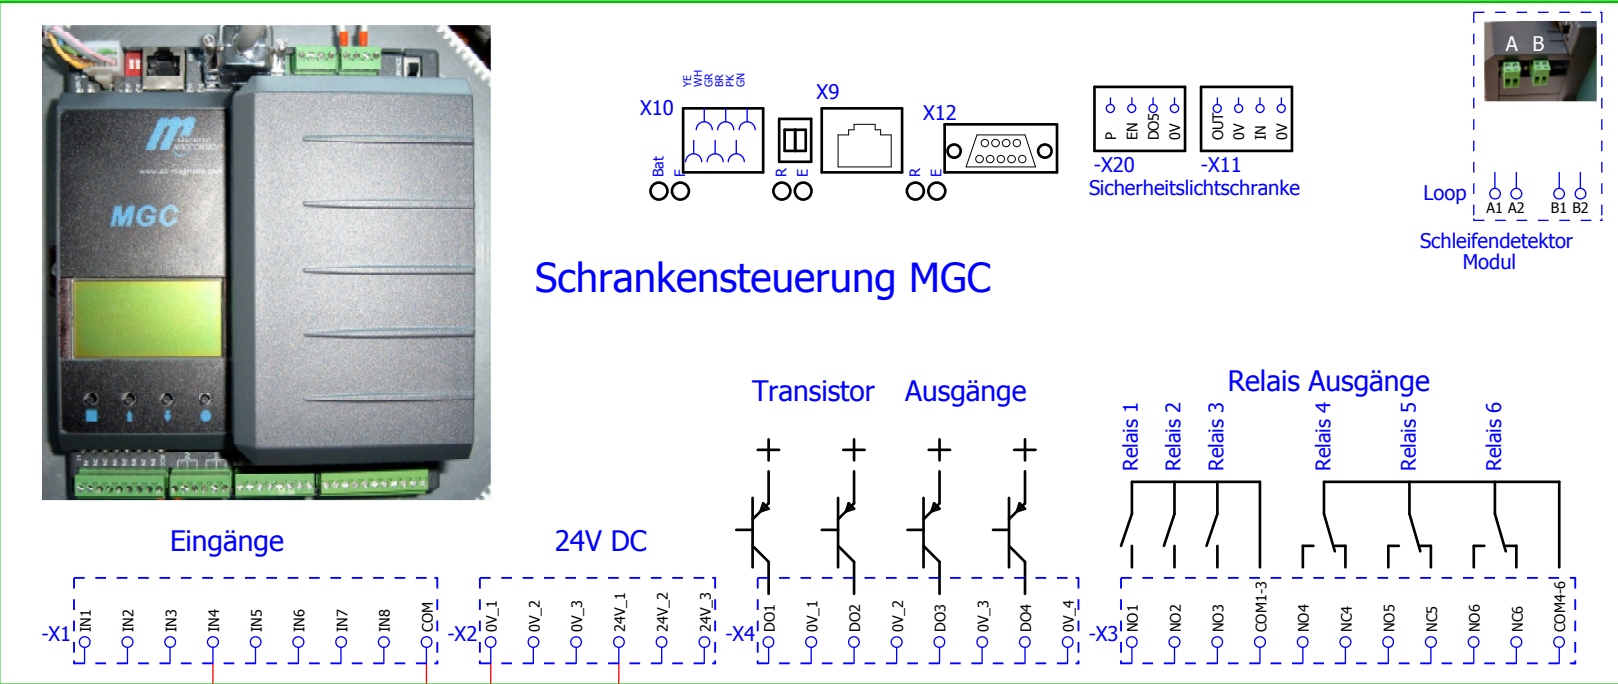 MAGNETIC
AUTOCONTROL
MGC
YE
WH
GR
BR
PK
GN
X10
X9
X12
Bat
F
R
E
R
E
P
EN
DO5
0V
OUT
0V
IN
0V
-X20
-X11
Sicherheitslichtschranke
A B
Loop
A1 A2 B1 B2
Schleifendetektor
Modul
Schrankensteuerung MGC
Transistor Ausgänge
Relais Ausgänge
Relais 1
Relais 2
Relais 3
Relais 4
Relais 5
Relais 6
Eingänge
24V DC
-X1
IN1
IN2
IN3
IN4
IN5
IN6
IN7
IN8
COM
-X2
0V_1
0V_2
0V_3
24V_1
24V_2
24V_3
-X4
DO1
0V_1
DO2
0V_2
DO3
0V_3
DO4
0V_4
-X3
NO1
NO2
NO3
COM1-3
NO4
NC4
NO5
NC5
NO6
NC6
COM4-6